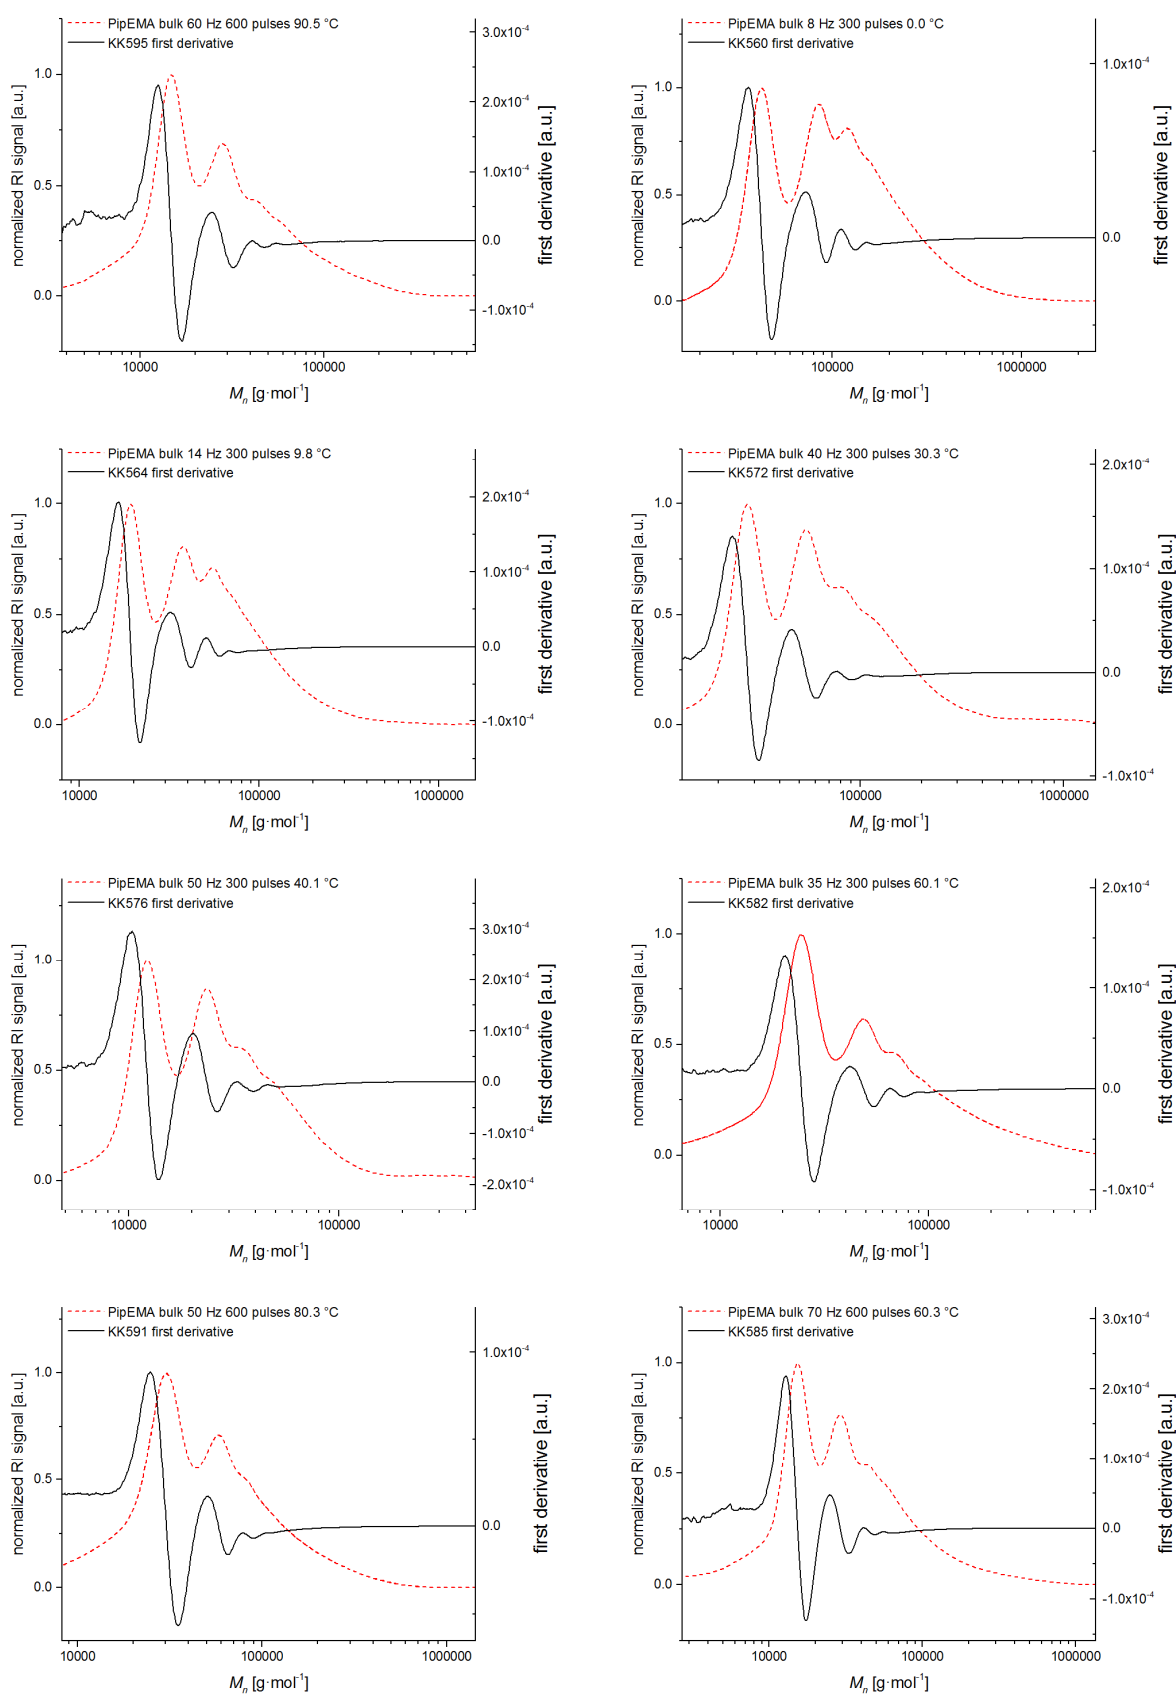 PipEMA bulk 60 Hz 600 pulses 90.5 °C
KK595 first derivative
normalized RI signal [a.u.]
1.0
0.5
0.0
3.0x10⁻⁴
2.0x10⁻⁴
1.0x10⁻⁴
0.0
-1.0x10⁻⁴
first derivative [a.u.]
10000 100000
Mₙ [g·mol⁻¹]
PipEMA bulk 8 Hz 300 pulses 0.0 °C
KK560 first derivative
normalized RI signal [a.u.]
1.0
0.5
0.0
1.0x10⁻⁴
0.0
first derivative [a.u.]
100000 1000000
Mₙ [g·mol⁻¹]
PipEMA bulk 14 Hz 300 pulses 9.8 °C
KK564 first derivative
normalized RI signal [a.u.]
1.0
0.5
0.0
2.0x10⁻⁴
1.0x10⁻⁴
0.0
-1.0x10⁻⁴
first derivative [a.u.]
10000 100000 1000000
Mₙ [g·mol⁻¹]
PipEMA bulk 40 Hz 300 pulses 30.3 °C
KK572 first derivative
normalized RI signal [a.u.]
1.0
0.5
0.0
2.0x10⁻⁴
1.0x10⁻⁴
0.0
-1.0x10⁻⁴
first derivative [a.u.]
100000 1000000
Mₙ [g·mol⁻¹]
PipEMA bulk 50 Hz 300 pulses 40.1 °C
KK576 first derivative
normalized RI signal [a.u.]
1.0
0.5
0.0
3.0x10⁻⁴
2.0x10⁻⁴
1.0x10⁻⁴
0.0
-1.0x10⁻⁴
-2.0x10⁻⁴
first derivative [a.u.]
10000 100000
Mₙ [g·mol⁻¹]
PipEMA bulk 35 Hz 300 pulses 60.1 °C
KK582 first derivative
normalized RI signal [a.u.]
1.0
0.5
0.0
2.0x10⁻⁴
1.0x10⁻⁴
0.0
-1.0x10⁻⁴
first derivative [a.u.]
10000 100000
Mₙ [g·mol⁻¹]
PipEMA bulk 50 Hz 600 pulses 80.3 °C
KK591 first derivative
normalized RI signal [a.u.]
1.0
0.5
0.0
1.0x10⁻⁴
0.0
first derivative [a.u.]
10000 100000 1000000
Mₙ [g·mol⁻¹]
PipEMA bulk 70 Hz 600 pulses 60.3 °C
KK585 first derivative
normalized RI signal [a.u.]
1.0
0.5
0.0
3.0x10⁻⁴
2.0x10⁻⁴
1.0x10⁻⁴
0.0
-1.0x10⁻⁴
first derivative [a.u.]
10000 100000 1000000
Mₙ [g·mol⁻¹]